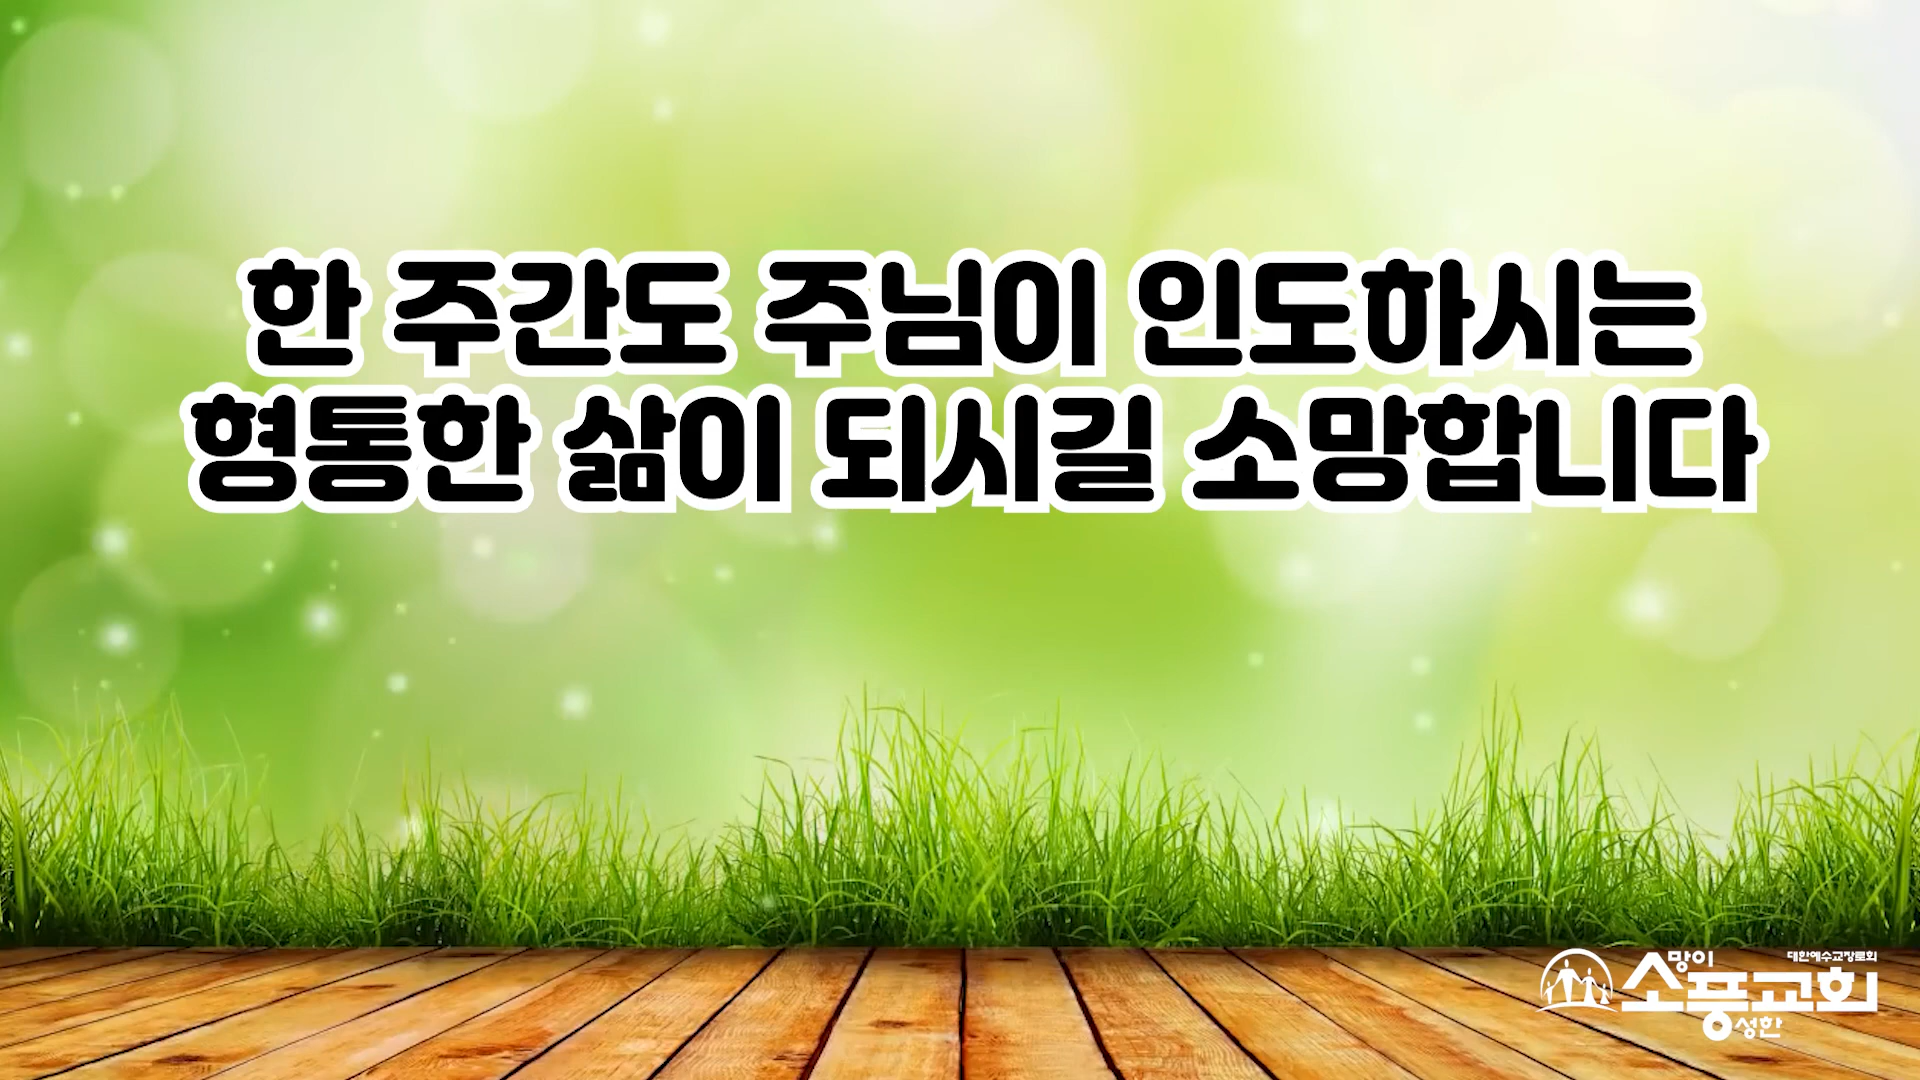 한 주간도 주님이 인도하시는
형통한 삶이 되시길 소망합니다
대한예수교장로회
소망이
풍성한
교회